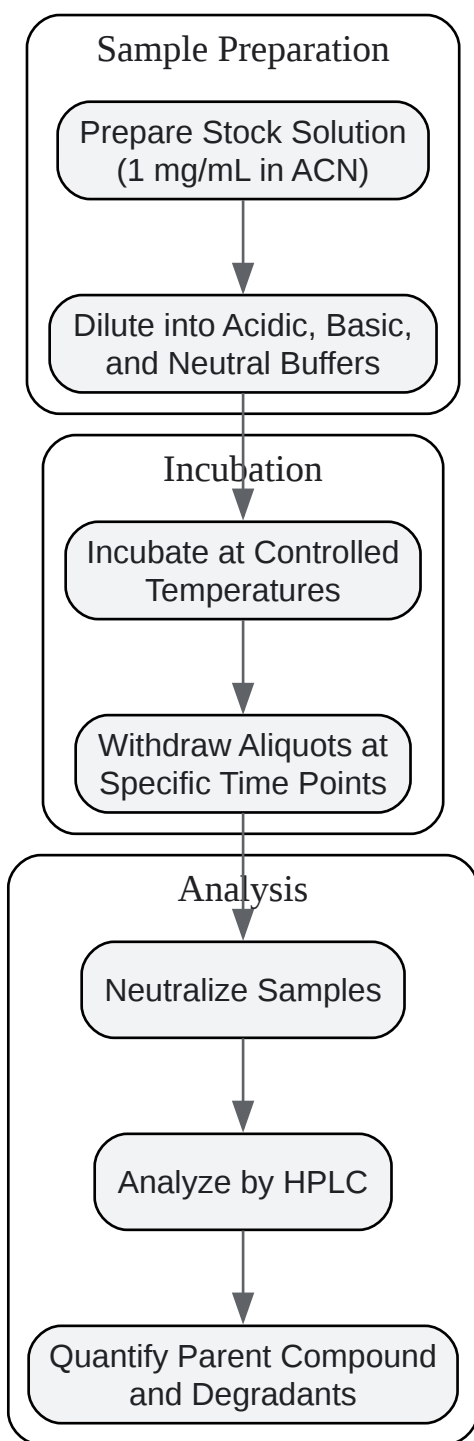 Sample Preparation
Prepare Stock Solution
(1 mg/mL in ACN)
Dilute into Acidic, Basic,
and Neutral Buffers
Incubation
Incubate at Controlled
Temperatures
Withdraw Aliquots at
Specific Time Points
Analysis
Neutralize Samples
Analyze by HPLC
Quantify Parent Compound
and Degradants